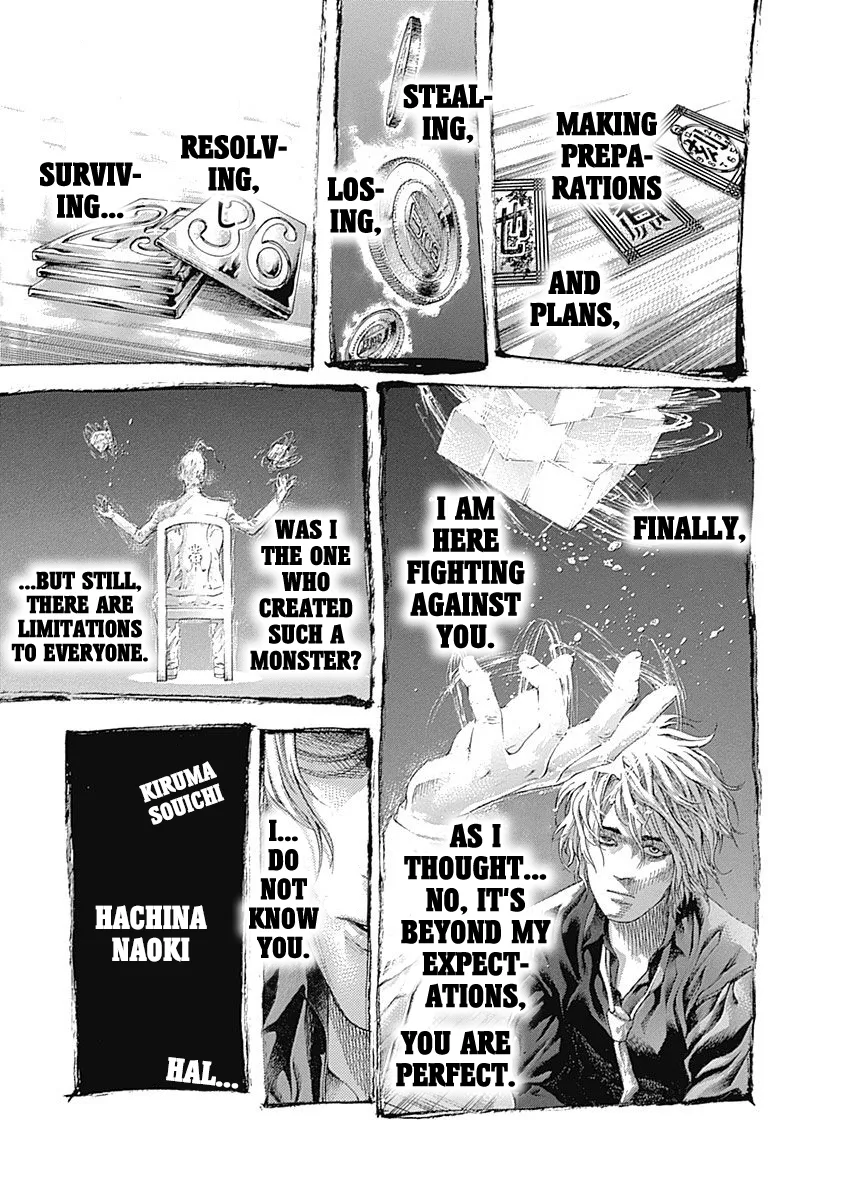 MAKING
PREPA-
RATIONS
AND
PLANS,
STEAL-
ING,
LOS-
ING,
RESOLV-
ING,
SURVIV-
ING...
36
25
FINALLY,
I AM
HERE
FIGHTING
AGAINST
YOU.
AS I
THOUGHT...
NO, IT'S
BEYOND MY
EXPECT-
ATIONS,
YOU ARE
PERFECT.
WAS I
THE ONE
WHO
CREATED
SUCH A
MONSTER?
...BUT STILL,
THERE ARE
LIMITATIONS
TO EVERYONE.
I...
DO
NOT
KNOW
YOU.
KIRUMA
SOUICHI
HACHINA
NAOKI
HAL...